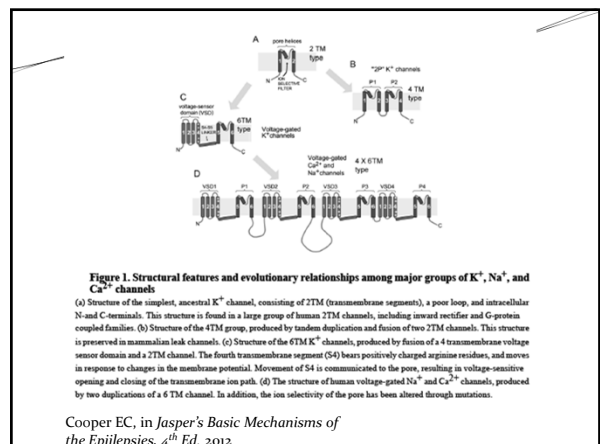 A
pore helices
2 TM
type
ION
SELECTIVE
FILTER
N C
B
"2P" K+ channels
P1 P2
4 TM
type
N C
C
voltage-sensor
domain (VSD)
6TM
type
LINKER
N C
Voltage-gated
K+ channels
Voltage-gated
Ca2+ and
Na+ channels
4 X 6TM
type
D
VSD1 P1 VSD2 P2 VSD3 P3 VSD4 P4
N C
Figure 1. Structural features and evolutionary relationships among major groups of K+, Na+, and
Ca2+ channels
(a) Structure of the simplest, ancestral K+ channel, consisting of 2TM (transmembrane segments), a poor loop, and intracellular
N-and C-terminals. This structure is found in a large group of human 2TM channels, including inward rectifier and G-protein
coupled families. (b) Structure of the 4TM group, produced by tandem duplication and fusion of two 2TM channels. This structure
is preserved in mammalian leak channels. (c) Structure of the 6TM K+ channels, produced by fusion of a 4 transmembrane voltage
sensor domain and a 2TM channel. The fourth transmembrane segment (S4) bears positively charged arginine residues, and moves
in response to changes in the membrane potential. Movement of S4 is communicated to the pore, resulting in voltage-sensitive
opening and closing of the transmembrane ion path. (d) The structure of human voltage-gated Na+ and Ca2+ channels, produced
by two duplications of a 6 TM channel. In addition, the ion selectivity of the pore has been altered through mutations.
Cooper EC, in Jasper's Basic Mechanisms of
the Epilepsies, 4th Ed. 2012